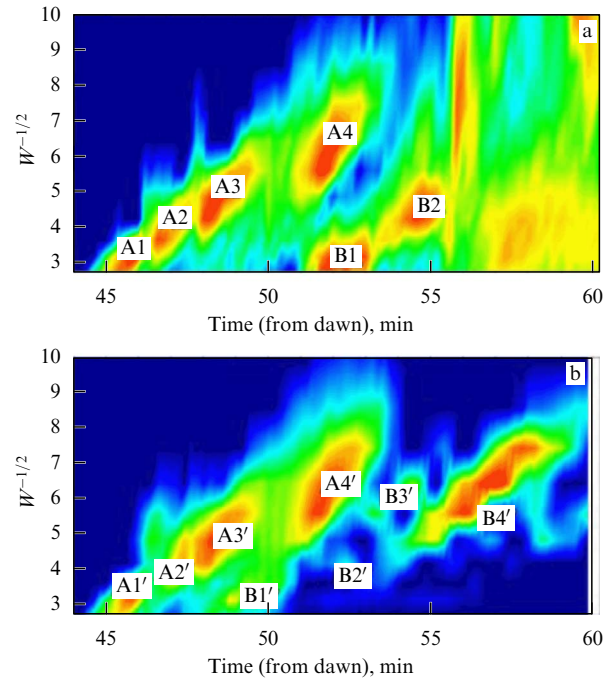 10
a
9
8
7
A4
6
W^{-1/2}
5
A3
B2
4
A2
A1
B1
3
45
50
55
60
Time (from dawn), min
10
b
9
8
7
A4′
B3′
6
W^{-1/2}
B4′
5
A3′
4
A2′
B2′
A1′
B1′
3
45
50
55
60
Time (from dawn), min